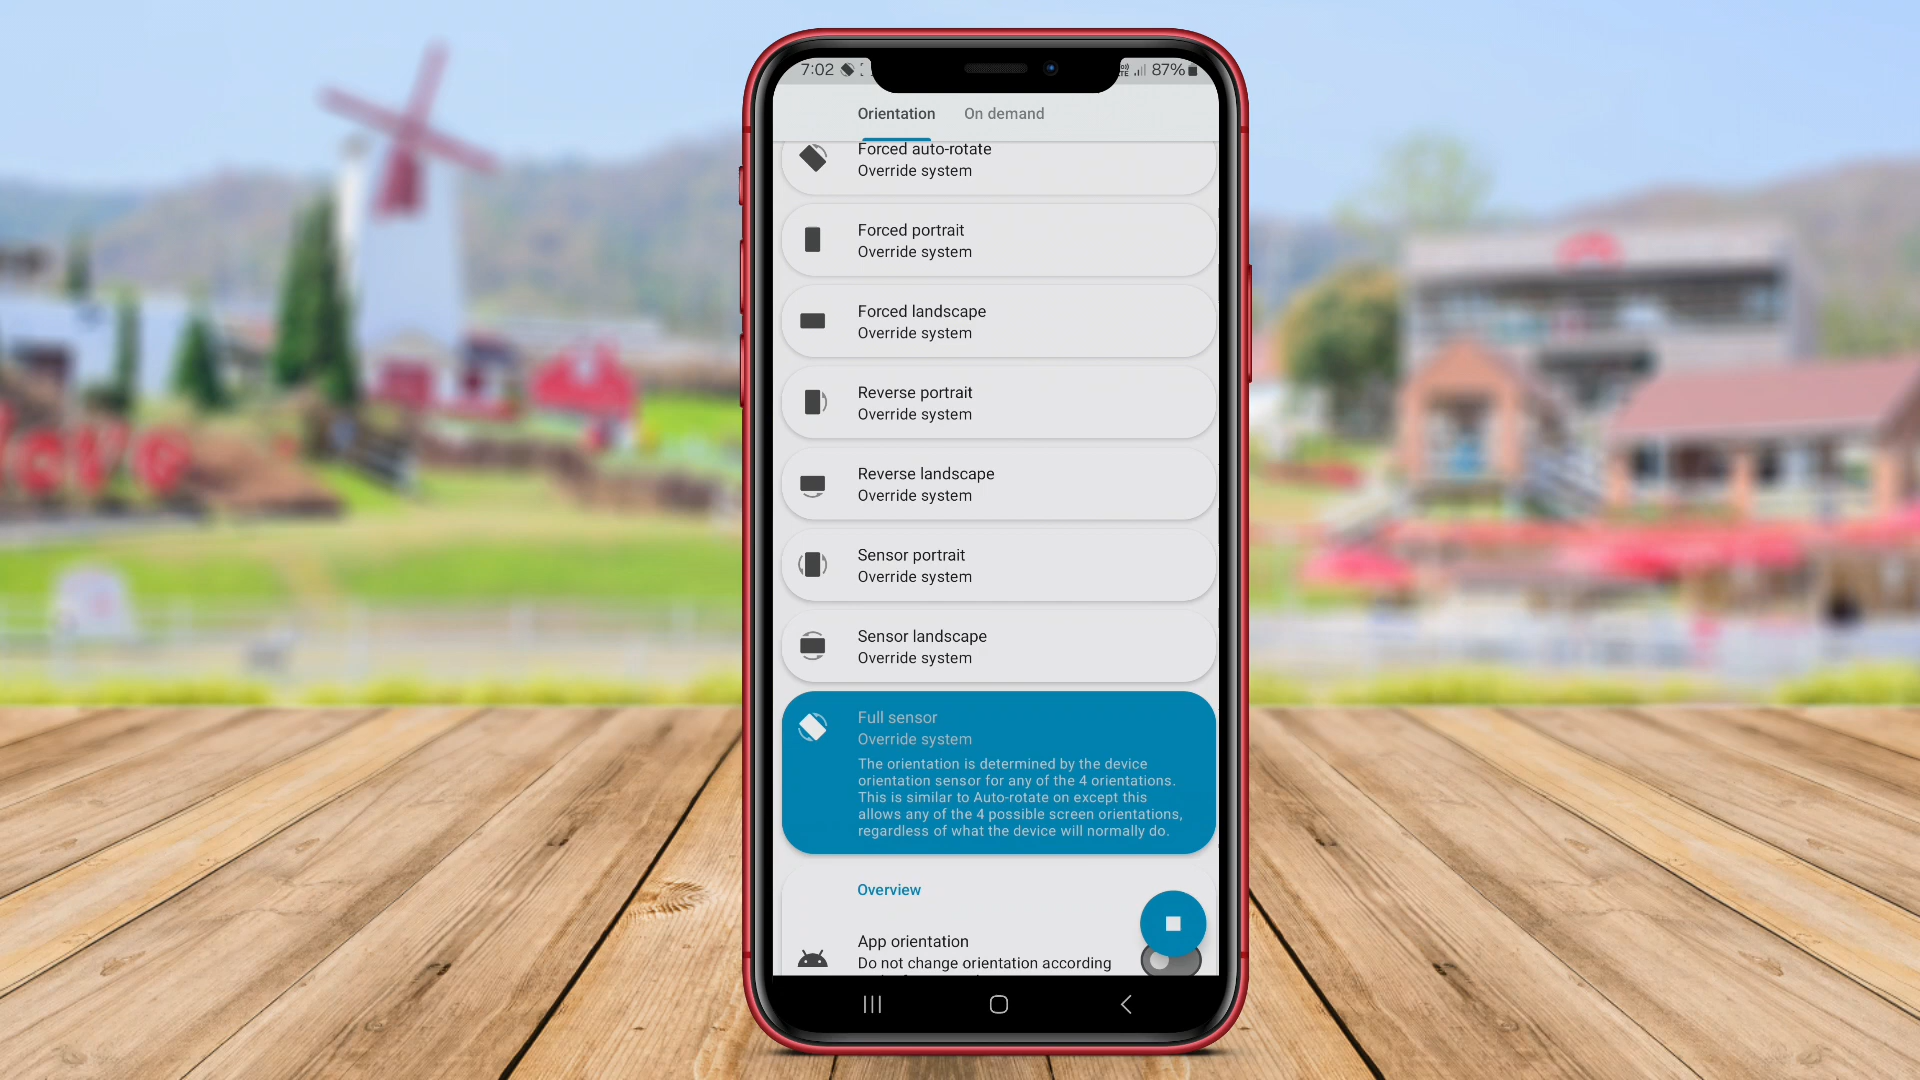 7:02
87%
Orientation On demand
Forced auto-rotate
Override system
Forced portrait
Override system
Forced landscape
Override system
Reverse portrait
Override system
Reverse landscape
Override system
Sensor portrait
Override system
Sensor landscape
Override system
Full sensor
Override system
The orientation is determined by the device
orientation sensor for any of the 4 orientations.
This is similar to Auto-rotate on except this
allows any of the 4 possible screen orientations,
regardless of what the device will normally do.
Overview
App orientation
Do not change orientation according